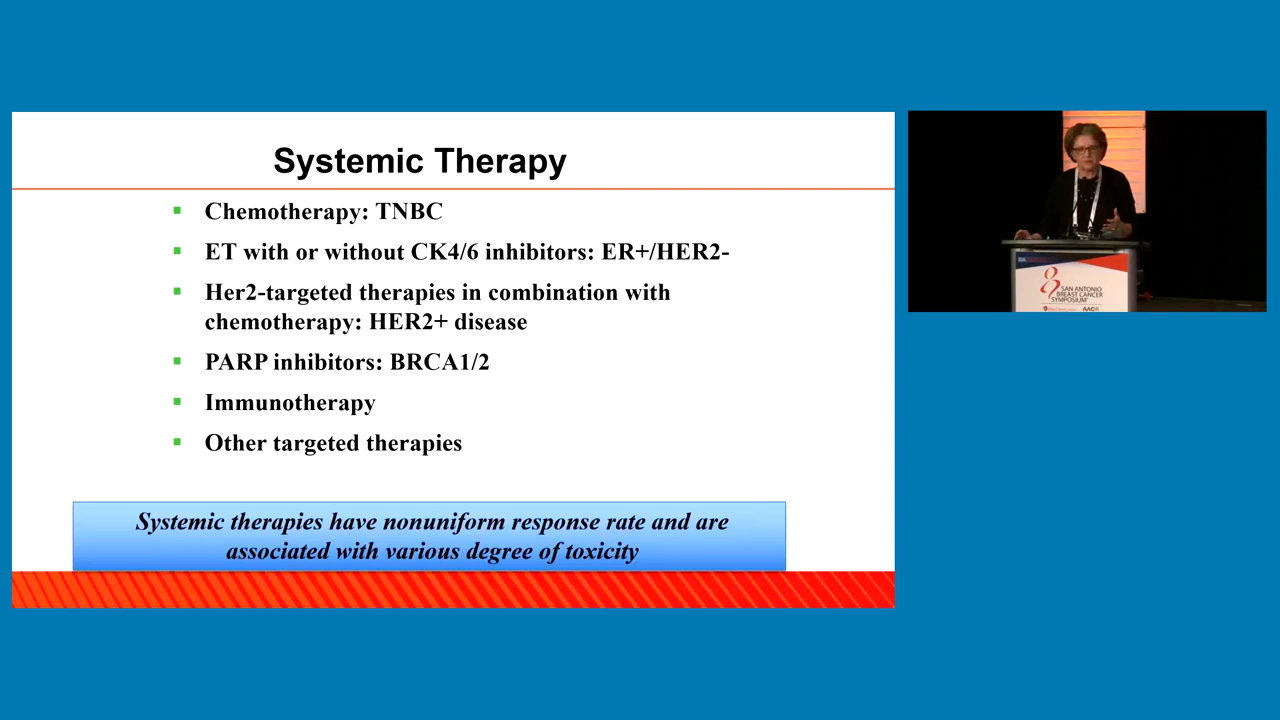 Systemic Therapy
Chemotherapy: TNBC
ET with or without CK4/6 inhibitors: ER+/HER2-
Her2-targeted therapies in combination with
chemotherapy: HER2+ disease
PARP inhibitors: BRCA1/2
Immunotherapy
Other targeted therapies
Systemic therapies have nonuniform response rate and are
associated with various degree of toxicity
SAN ANTONIO
BREAST CANCER
SYMPOSIUM